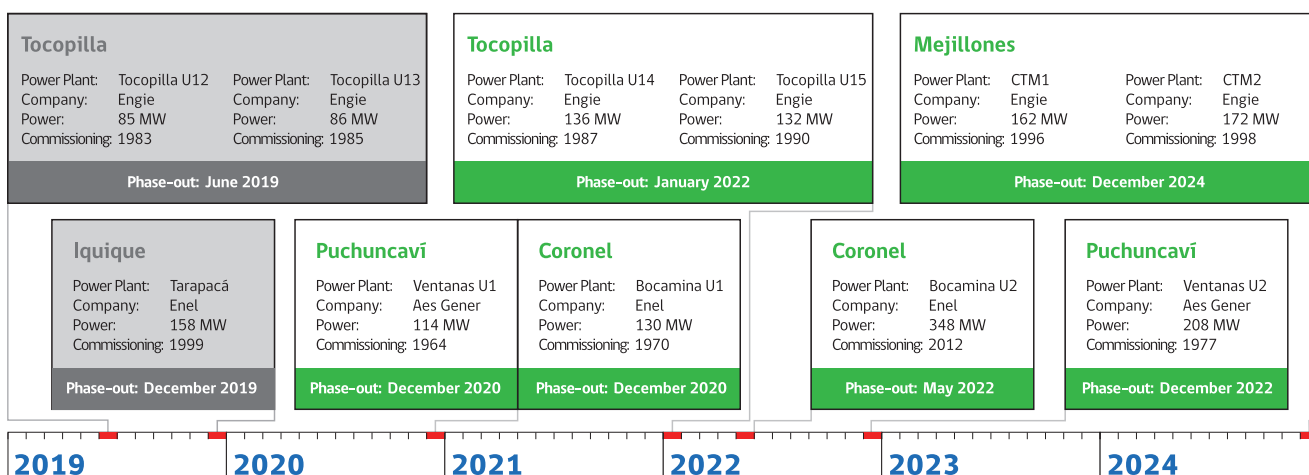 Tocopilla
Power Plant: Tocopilla U12 Power Plant: Tocopilla U13
Company: Engie Company: Engie
Power: 85 MW Power: 86 MW
Commissioning: 1983 Commissioning: 1985
Phase-out: June 2019
Tocopilla
Power Plant: Tocopilla U14 Power Plant: Tocopilla U15
Company: Engie Company: Engie
Power: 136 MW Power: 132 MW
Commissioning: 1987 Commissioning: 1990
Phase-out: January 2022
Mejillones
Power Plant: CTM1 Power Plant: CTM2
Company: Engie Company: Engie
Power: 162 MW Power: 172 MW
Commissioning: 1996 Commissioning: 1998
Phase-out: December 2024
Iquique
Power Plant: Tarapacá
Company: Enel
Power: 158 MW
Commissioning: 1999
Phase-out: December 2019
Puchuncaví
Power Plant: Ventanas U1
Company: Aes Gener
Power: 114 MW
Commissioning: 1964
Phase-out: December 2020
Coronel
Power Plant: Bocamina U1
Company: Enel
Power: 130 MW
Commissioning: 1970
Phase-out: December 2020
Coronel
Power Plant: Bocamina U2
Company: Enel
Power: 348 MW
Commissioning: 2012
Phase-out: May 2022
Puchuncaví
Power Plant: Ventanas U2
Company: Aes Gener
Power: 208 MW
Commissioning: 1977
Phase-out: December 2022
2019 2020 2021 2022 2023 2024